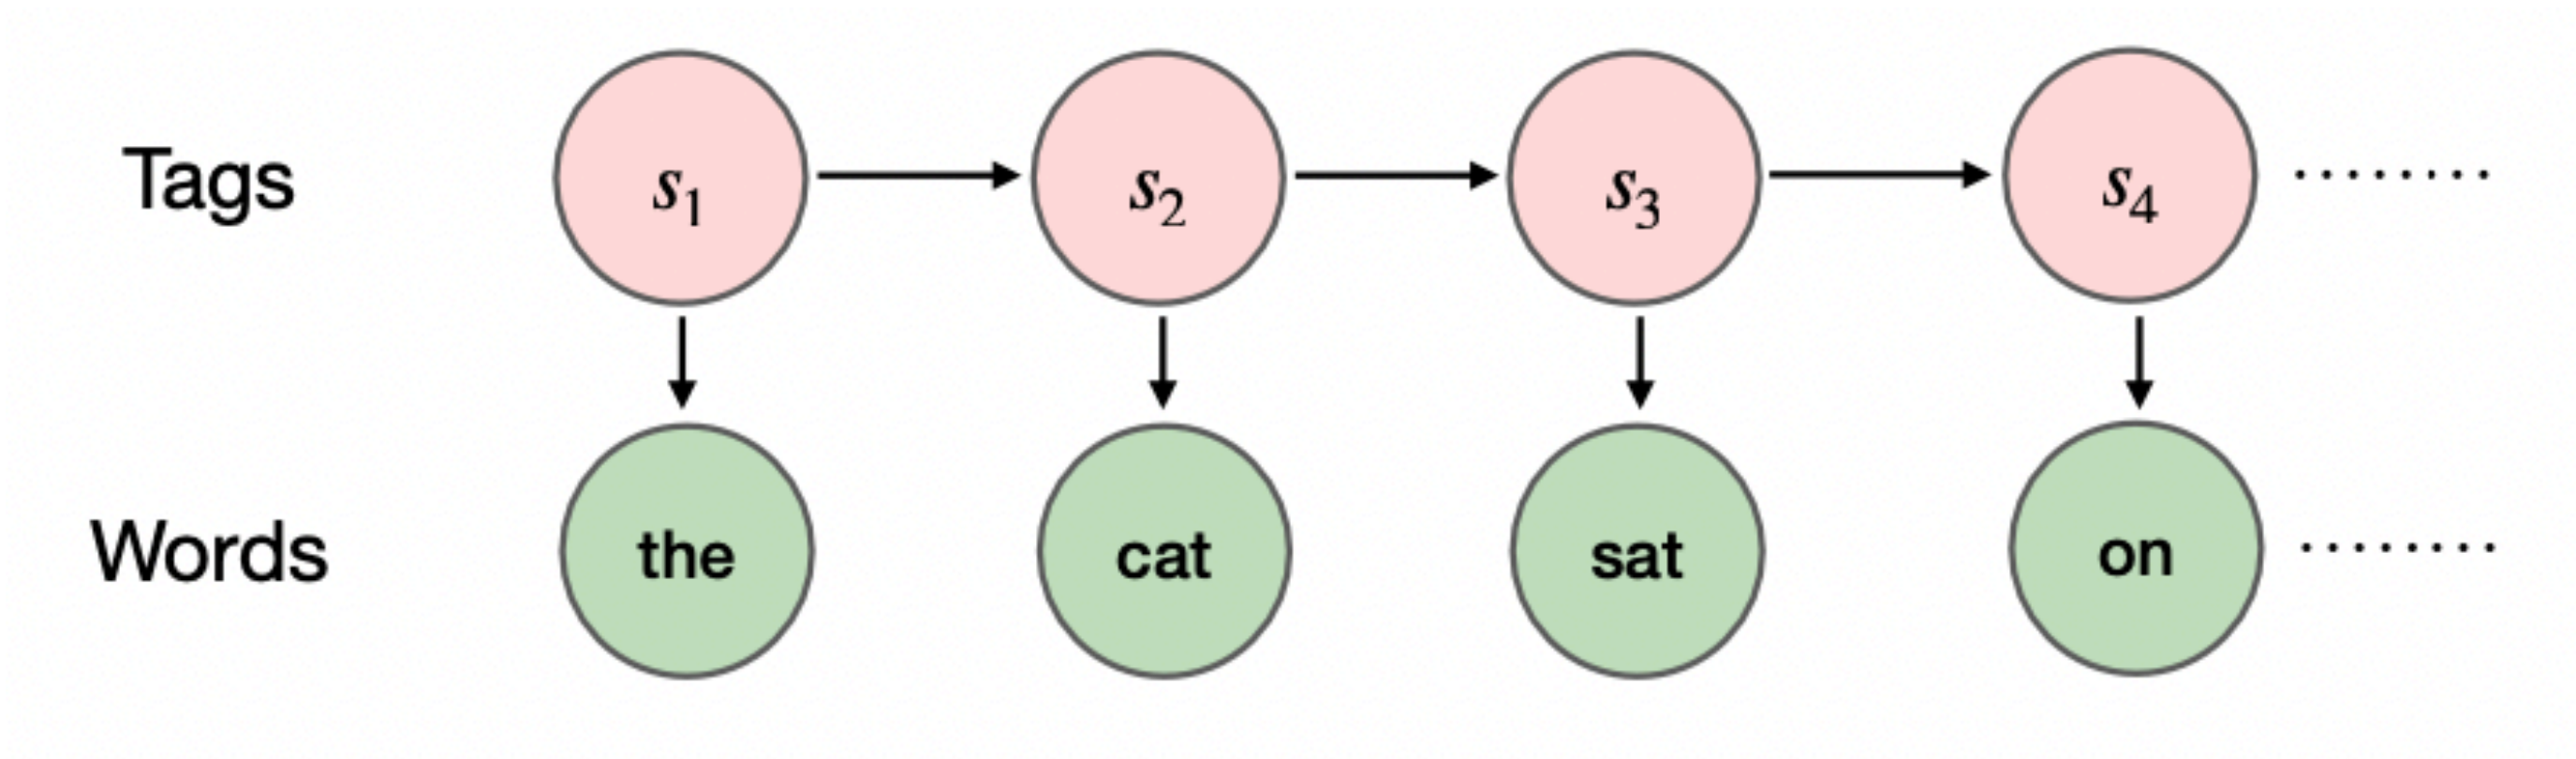 Tags s₁ s₂ s₃ s₄ ........
Words the cat sat on ........